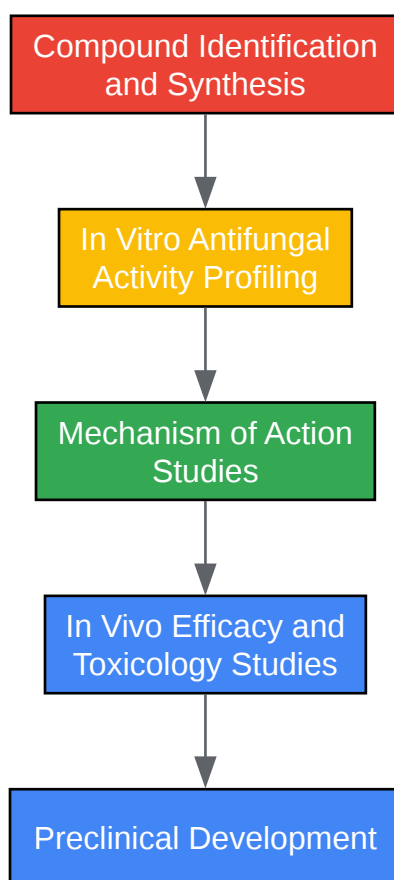 Compound Identification
and Synthesis
In Vitro Antifungal
Activity Profiling
Mechanism of Action
Studies
In Vivo Efficacy and
Toxicology Studies
Preclinical Development